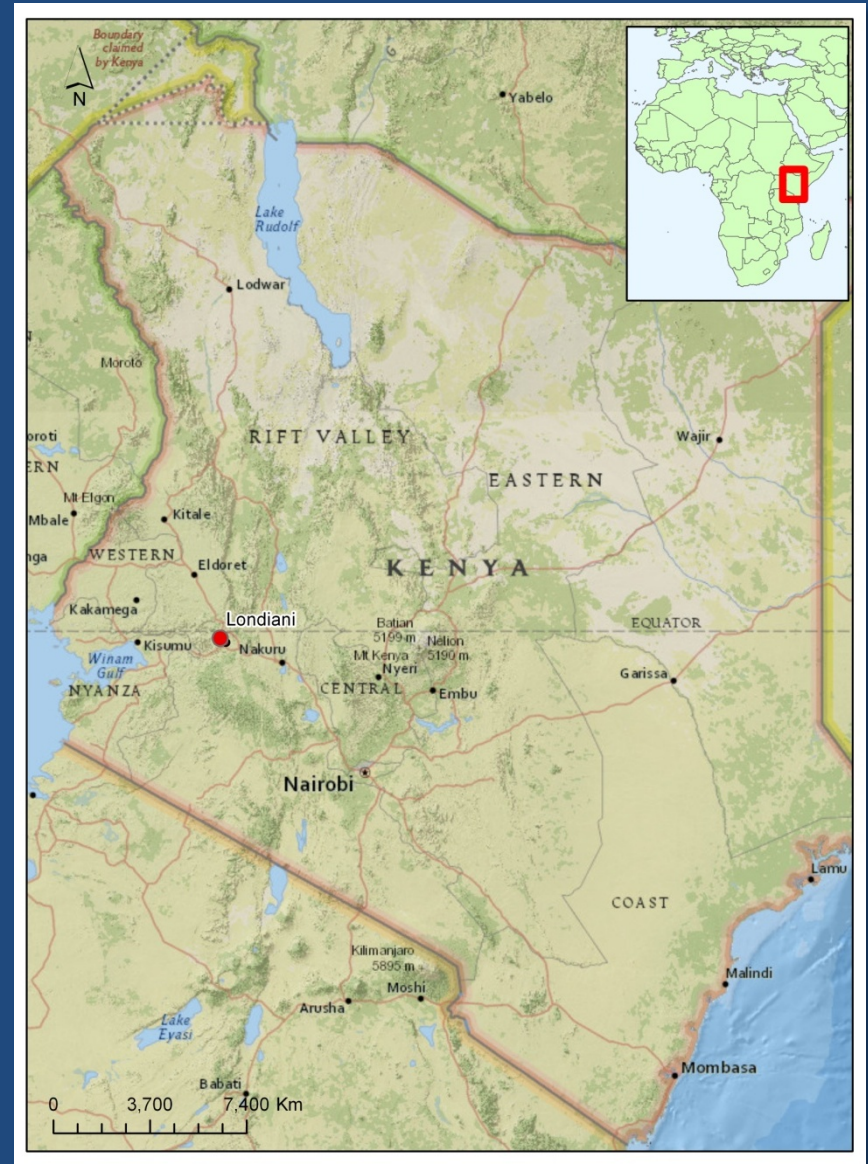 Boundary
claimed
by Kenya
N
Yabelo
Lake
Rudolf
Lodwar
Moroto
RIFT VALLEY
Wajir
oroti
ERN
EASTERN
Mt Elgon
Mbale
Kitale
nga
WESTERN
Eldoret
KENYA
Kakamega
Londiani
Batian
5199 m
EQUATOR
Kisumu
Nakuru
Nelion
5190 m
Mt Kenya
Winam
Gulf
Nyeri
Garissa
NYANZA
CENTRAL
Embu
Nairobi
Lamu
COAST
Kilimanjaro
5895 m
Malindi
Moshi
Arusha
Lake
Eyasi
Mombasa
Babati
0 3,700 7,400 Km